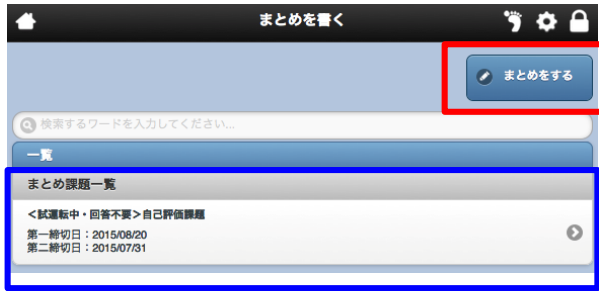 まとめを書く
まとめをする
検索するワードを入力してください...
一覧
まとめ課題一覧
<試運転中・回答不要>自己評価課題
第一締切日：2015/08/20
第二締切日：2015/07/31